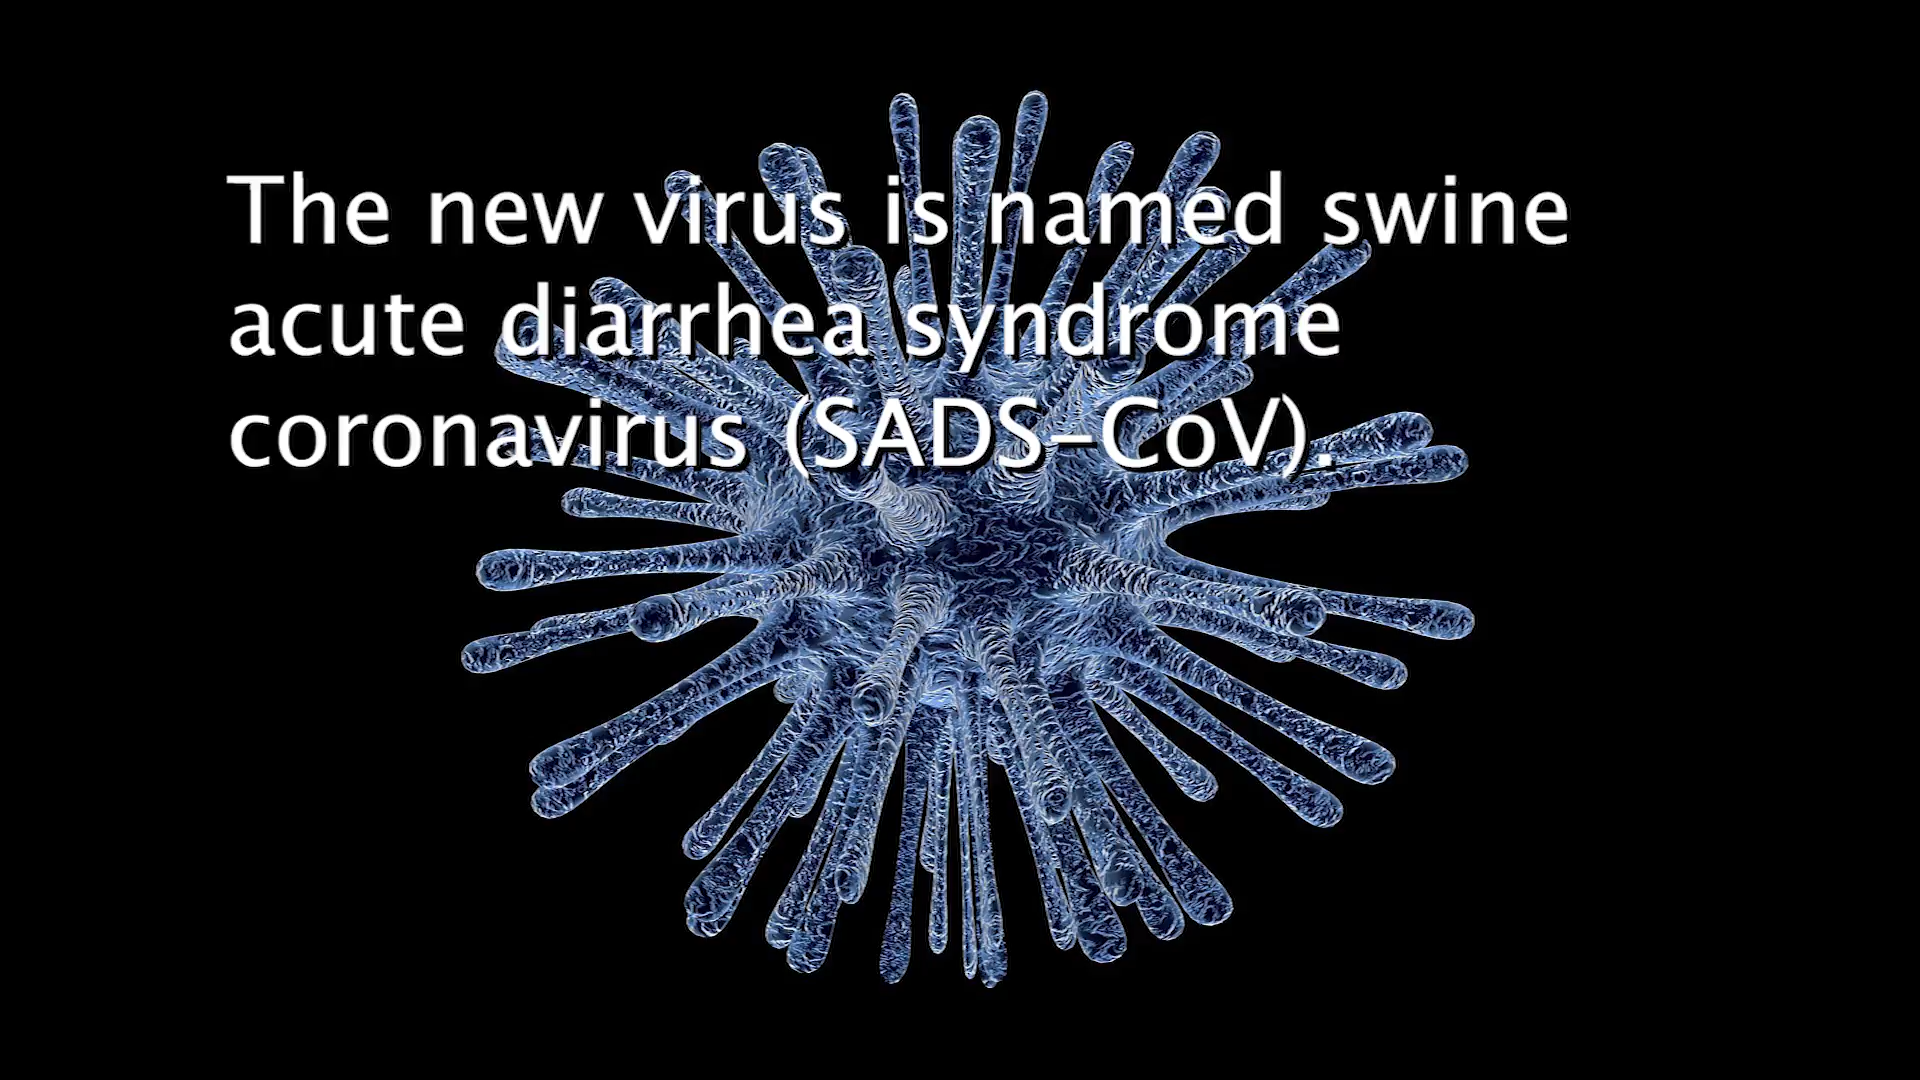 The new virus is named swine
acute diarrhea syndrome
coronavirus (SADS-CoV).